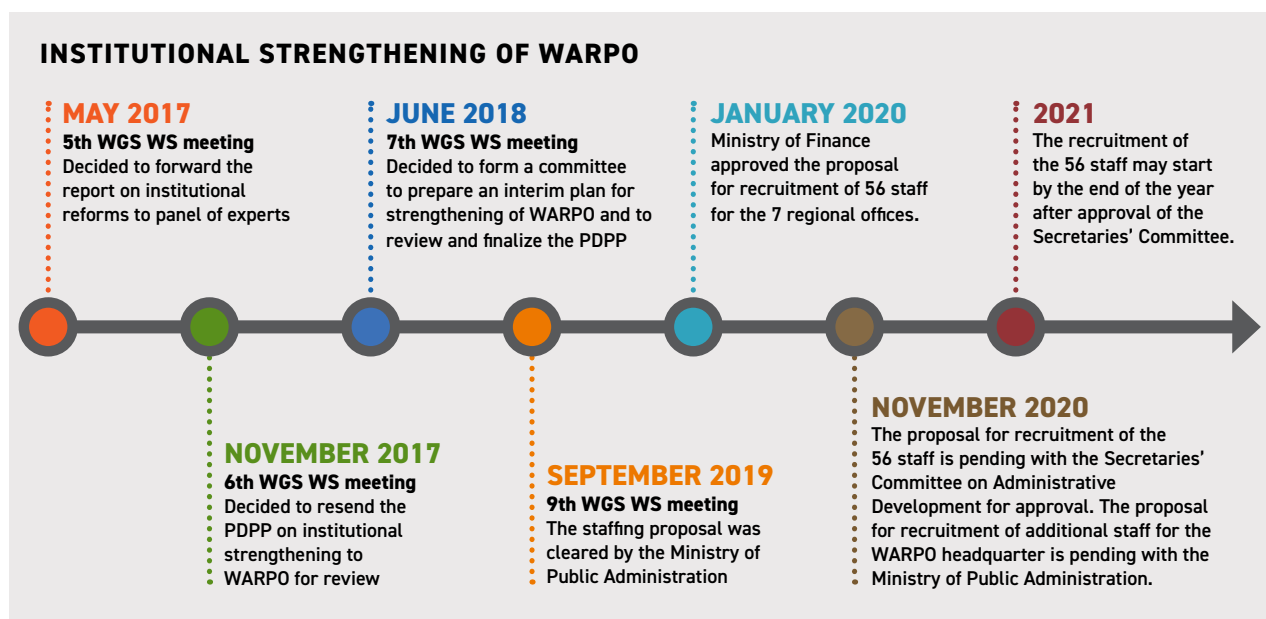 INSTITUTIONAL STRENGTHENING OF WARPO
MAY 2017
5th WGS WS meeting
Decided to forward the
report on institutional
reforms to panel of experts
NOVEMBER 2017
6th WGS WS meeting
Decided to resend the
PDPP on institutional
strengthening to
WARPO for review
JUNE 2018
7th WGS WS meeting
Decided to form a committee
to prepare an interim plan for
strengthening of WARPO and to
review and finalize the PDPP
SEPTEMBER 2019
9th WGS WS meeting
The staffing proposal was
cleared by the Ministry of
Public Administration
JANUARY 2020
Ministry of Finance
approved the proposal
for recruitment of 56 staff
for the 7 regional offices.
NOVEMBER 2020
The proposal for recruitment of the
56 staff is pending with the Secretaries’
Committee on Administrative
Development for approval. The proposal
for recruitment of additional staff for the
WARPO headquarter is pending with the
Ministry of Public Administration.
2021
The recruitment of
the 56 staff may start
by the end of the year
after approval of the
Secretaries’ Committee.